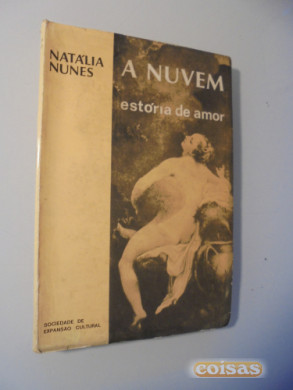 NATÁLIA
NUNES
A NUVEM
estória de amor
SOCIEDADE DE
EXPANSÃO CULTURAL
coisas